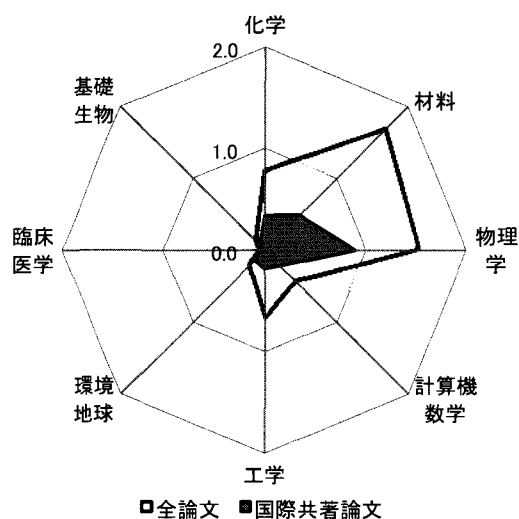 化学
2.0
基礎
生物
材料
1.0
臨床
医学
0.0
物理
学
環境
地球
計算機
数学
工学
全論文 国際共著論文